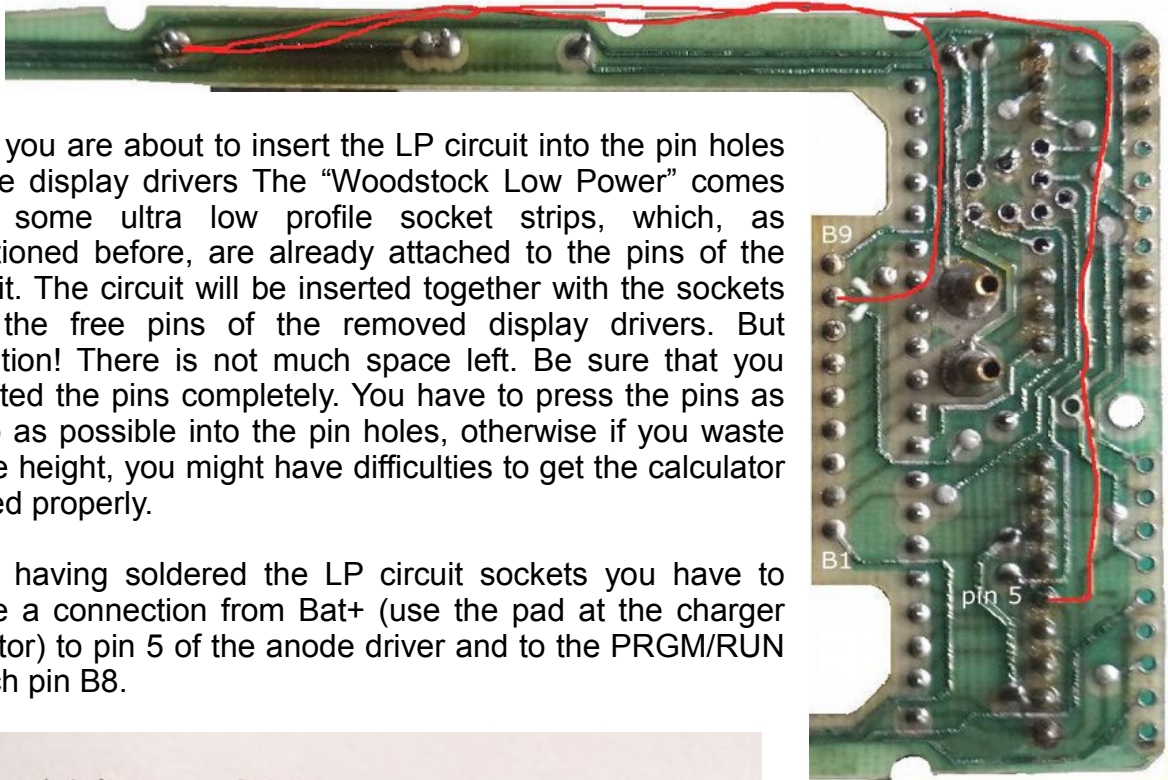 you are about to insert the LP circuit into the pin holes
e display drivers The “Woodstock Low Power” comes
some ultra low profile socket strips, which, as
tioned before, are already attached to the pins of the
it. The circuit will be inserted together with the sockets
the free pins of the removed display drivers. But
tion! There is not much space left. Be sure that you
ted the pins completely. You have to press the pins as
as possible into the pin holes, otherwise if you waste
e height, you might have difficulties to get the calculator
ed properly.
having soldered the LP circuit sockets you have to
e a connection from Bat+ (use the pad at the charger
tor) to pin 5 of the anode driver and to the PRGM/RUN
h pin B8.
B9
B1
pin 5